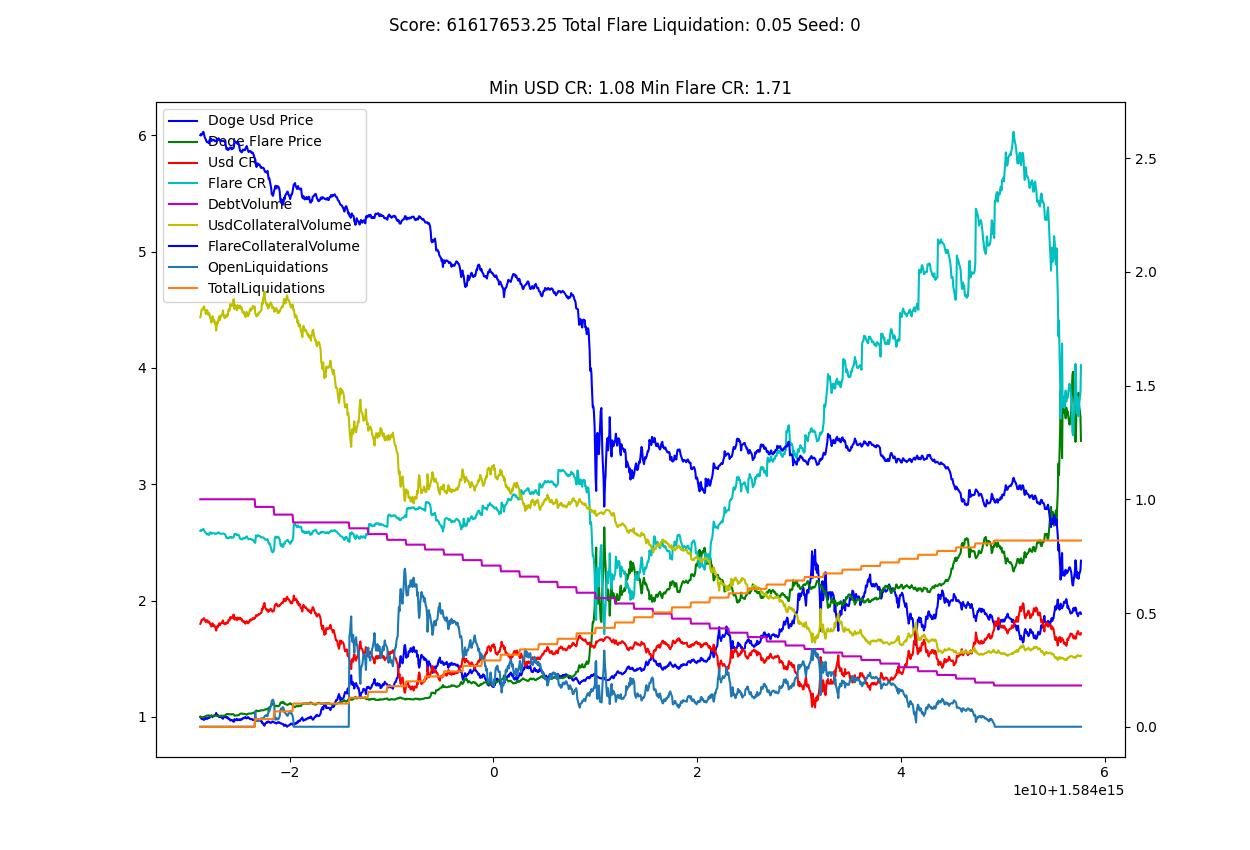 Score: 61617653.25 Total Flare Liquidation: 0.05 Seed: 0
Min USD CR: 1.08 Min Flare CR: 1.71
Doge Usd Price
Doge Flare Price
Usd CR
Flare CR
DebtVolume
UsdCollateralVolume
FlareCollateralVolume
OpenLiquidations
TotalLiquidations
6
5
4
3
2
1
2.5
2.0
1.5
1.0
0.5
0.0
−2
0
2
4
6
1e10+1.584e15